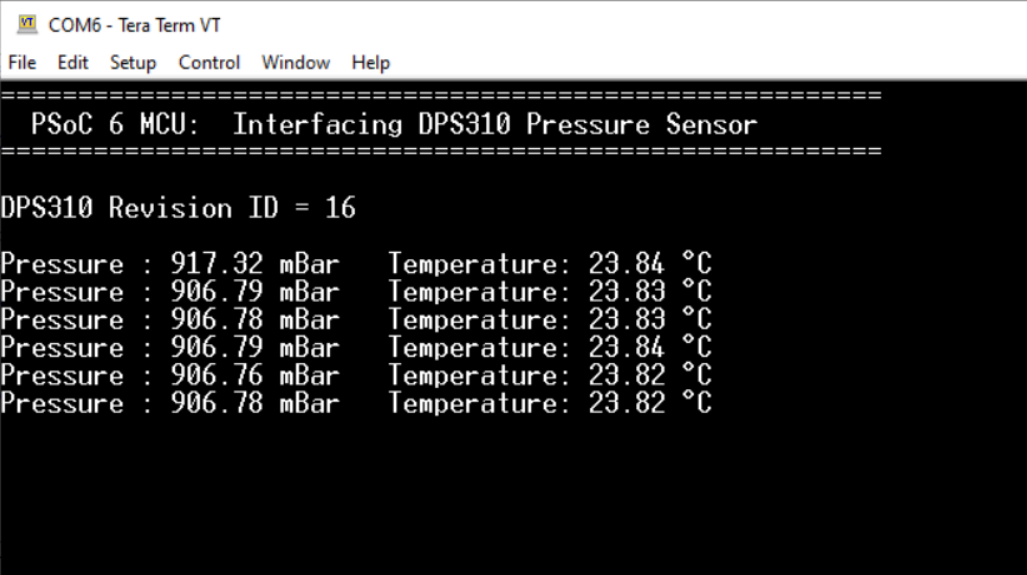 COM6 - Tera Term VT
File Edit Setup Control Window Help
=========================================================
PSoC 6 MCU: Interfacing DPS310 Pressure Sensor
=========================================================
DPS310 Revision ID = 16
Pressure : 917.32 mBar Temperature: 23.84 °C
Pressure : 906.79 mBar Temperature: 23.83 °C
Pressure : 906.78 mBar Temperature: 23.83 °C
Pressure : 906.79 mBar Temperature: 23.84 °C
Pressure : 906.76 mBar Temperature: 23.82 °C
Pressure : 906.78 mBar Temperature: 23.82 °C